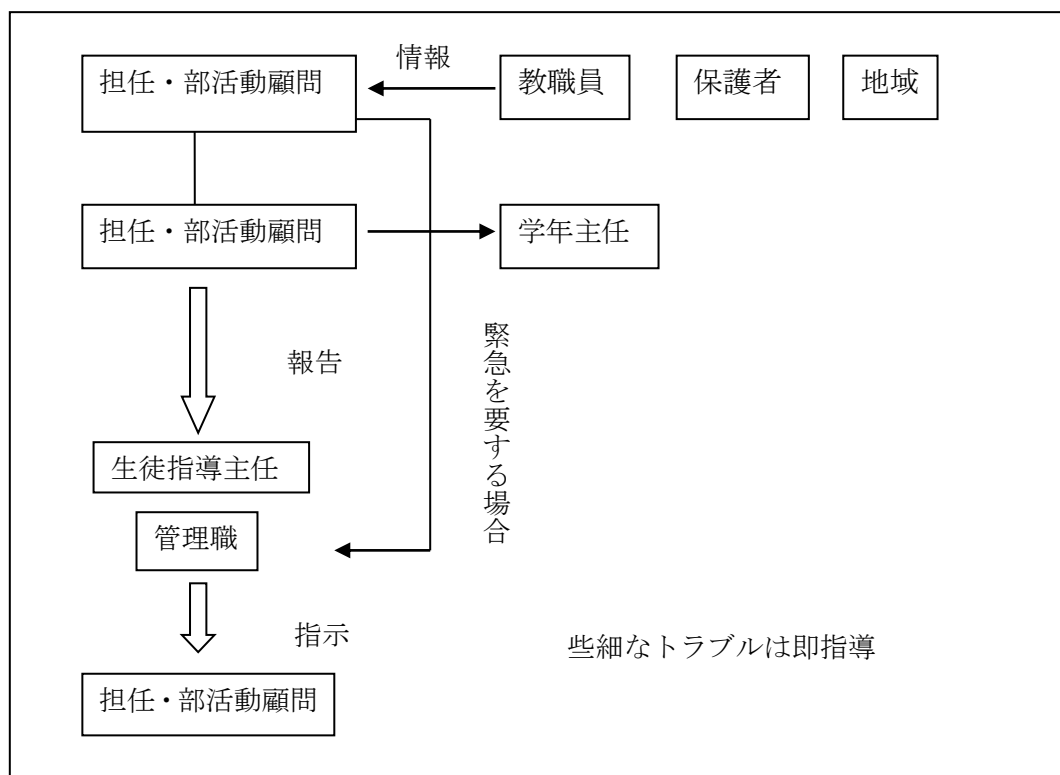 情報
担任・部活動顧問
教職員
保護者
地域
担任・部活動顧問
学年主任
緊急を要する場合
報告
生徒指導主任
管理職
指示
些細なトラブルは即指導
担任・部活動顧問